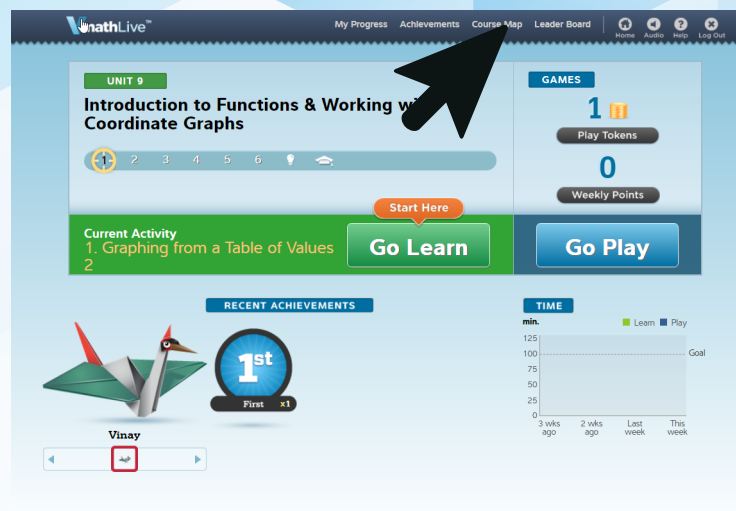 VmathLive™
My Progress Achievements Course Map Leader Board
Home Audio Help Log Out
UNIT 9
Introduction to Functions & Working
Coordinate Graphs
1 2 3 4 5 6
Current Activity
1. Graphing from a Table of Values
2
Start Here
Go Learn
GAMES
1
Play Tokens
0
Weekly Points
Go Play
RECENT ACHIEVEMENTS
1st
First x1
Vinay
TIME
min.
Learn Play
125
100
Goal
75
50
25
0
3 wks ago
2 wks ago
Last week
This week